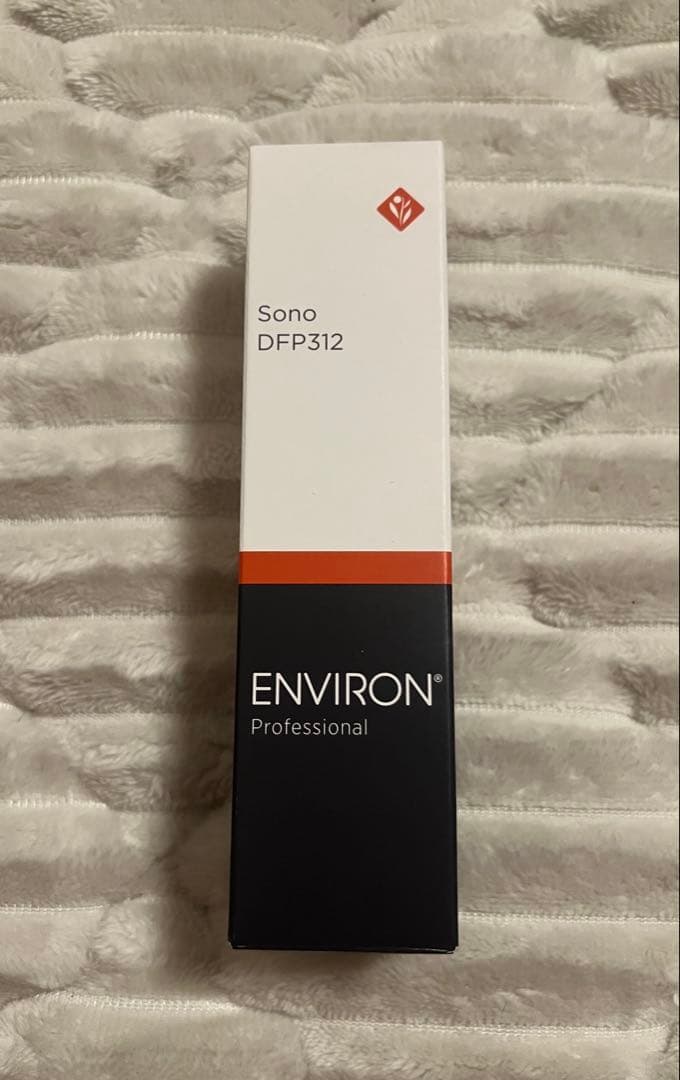 Sono
DFP312
ENVIRON®
Professional